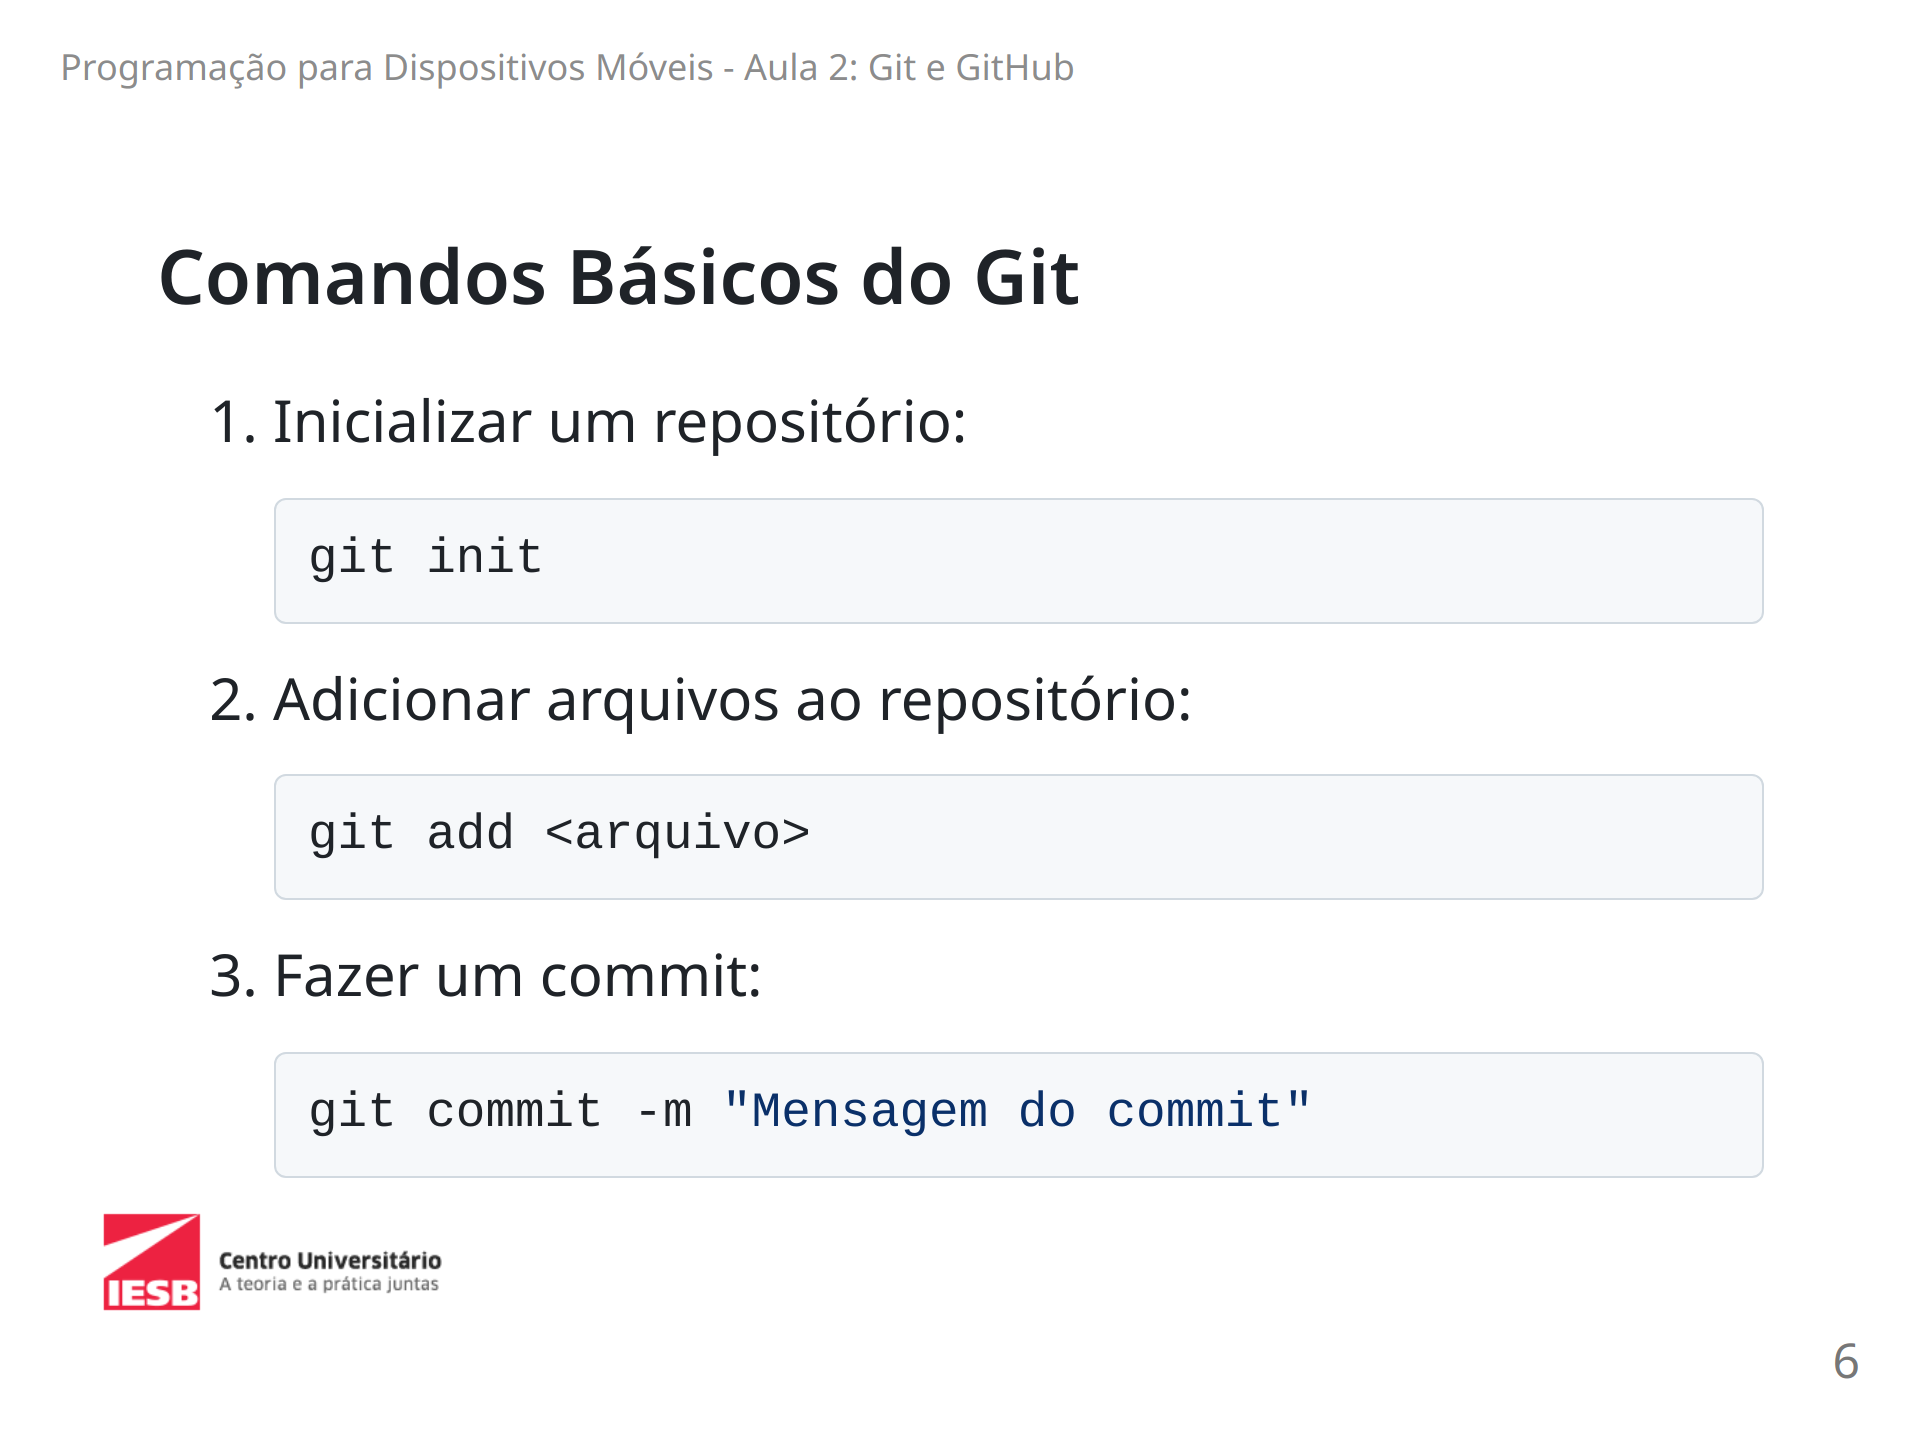 Programação para Dispositivos Móveis - Aula 2: Git e GitHub
Comandos Básicos do Git
1. Inicializar um repositório:
git init
2. Adicionar arquivos ao repositório:
git add <arquivo>
3. Fazer um commit:
git commit -m "Mensagem do commit"
IESB
Centro Universitário
A teoria e a prática juntas
6